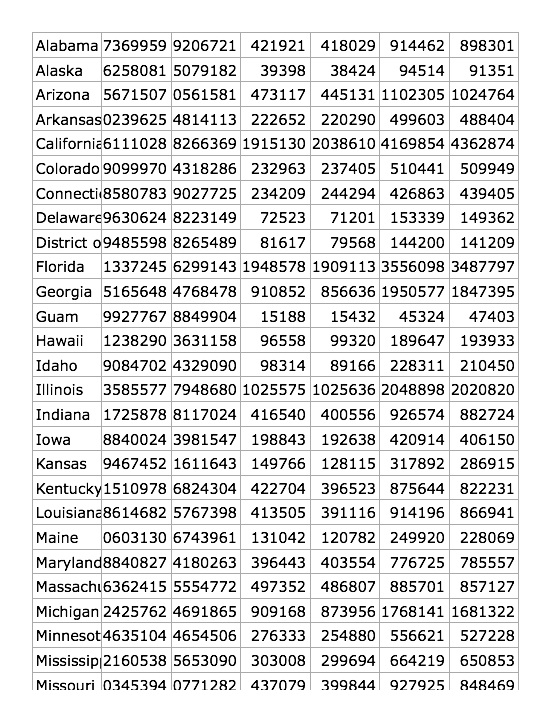 Alabama 7369959 9206721 421921 418029 914462 898301
Alaska 6258081 5079182 39398 38424 94514 91351
Arizona 5671507 0561581 473117 445131 1102305 1024764
Arkansas 0239625 4814113 222652 220290 499603 488404
California 6111028 8266369 1915130 2038610 4169854 4362874
Colorado 9099970 4318286 232963 237405 510441 509949
Connecti 8580783 9027725 234209 244294 426863 439405
Delaware 9630624 8223149 72523 71201 153339 149362
District o 9485598 8265489 81617 79568 144200 141209
Florida 1337245 6299143 1948578 1909113 3556098 3487797
Georgia 5165648 4768478 910852 856636 1950577 1847395
Guam 9927767 8849904 15188 15432 45324 47403
Hawaii 1238290 3631158 96558 99320 189647 193933
Idaho 9084702 4329090 98314 89166 228311 210450
Illinois 3585577 7948680 1025575 1025636 2048898 2020820
Indiana 1725878 8117024 416540 400556 926574 882724
Iowa 8840024 3981547 198843 192638 420914 406150
Kansas 9467452 1611643 149766 128115 317892 286915
Kentucky 1510978 6824304 422704 396523 875644 822231
Louisiana 8614682 5767398 413505 391116 914196 866941
Maine 0603130 6743961 131042 120782 249920 228069
Maryland 8840827 4180263 396443 403554 776725 785557
Massachu 6362415 5554772 497352 486807 885701 857127
Michigan 2425762 4691865 909168 873956 1768141 1681322
Minnesot 4635104 4654506 276333 254880 556621 527228
Mississip 2160538 5653090 303008 299694 664219 650853
Missouri 0345394 0771282 437079 399844 927925 848469